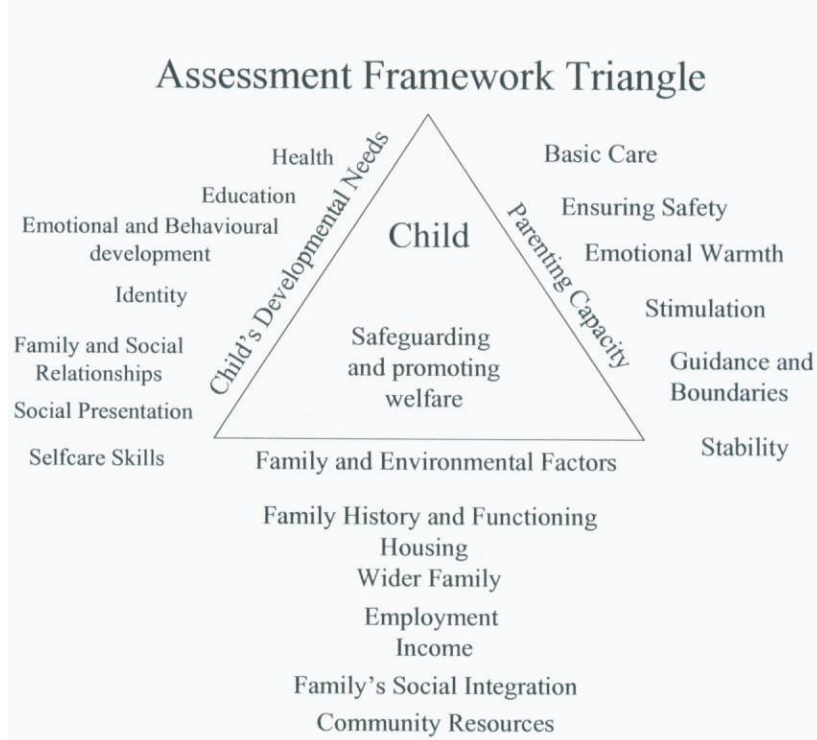 Assessment Framework Triangle
Health
Education
Emotional and Behavioural
development
Identity
Family and Social
Relationships
Social Presentation
Selfcare Skills
Child's Developmental Needs
Child
Safeguarding
and promoting
welfare
Parenting Capacity
Basic Care
Ensuring Safety
Emotional Warmth
Stimulation
Guidance and
Boundaries
Stability
Family and Environmental Factors
Family History and Functioning
Housing
Wider Family
Employment
Income
Family's Social Integration
Community Resources